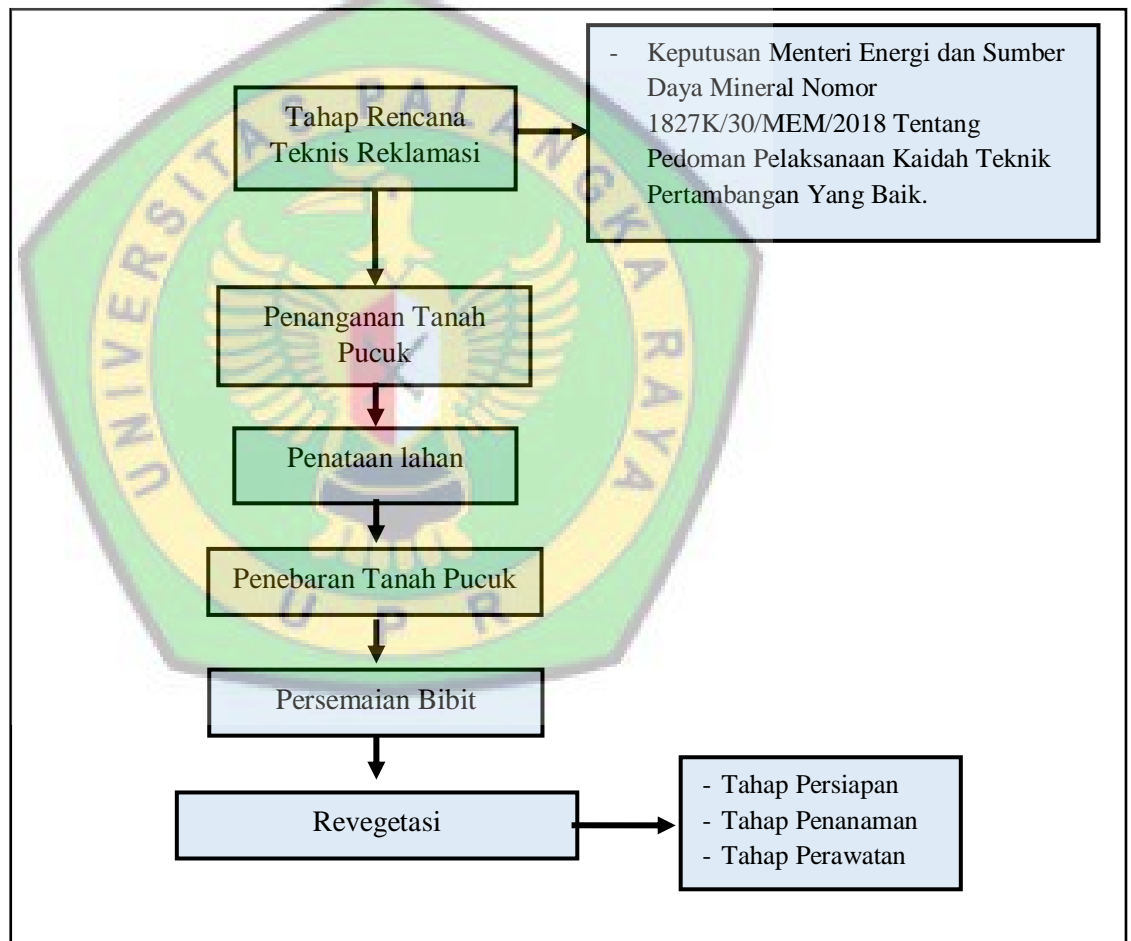 Tahap Rencana
Teknis Reklamasi
- Keputusan Menteri Energi dan Sumber
Daya Mineral Nomor
1827K/30/MEM/2018 Tentang
Pedoman Pelaksanaan Kaidah Teknik
Pertambangan Yang Baik.
UNIVERSITAS PALANGKA RAYA
Penanganan Tanah
Pucuk
Penataan lahan
Penebaran Tanah Pucuk
UPR
Persemaian Bibit
Revegetasi
- Tahap Persiapan
- Tahap Penanaman
- Tahap Perawatan